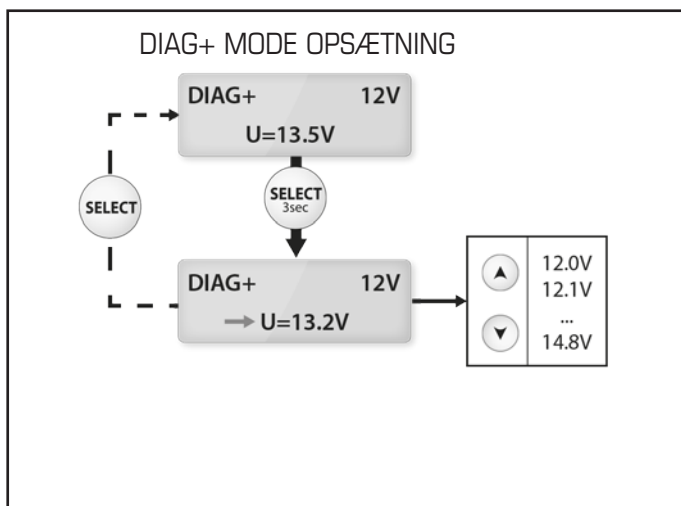 DIAG+ MODE OPSÆTNING
DIAG+ 12V
U=13.5V
SELECT
SELECT
3sec
DIAG+ 12V
U=13.2V
12.0V
12.1V
...
14.8V